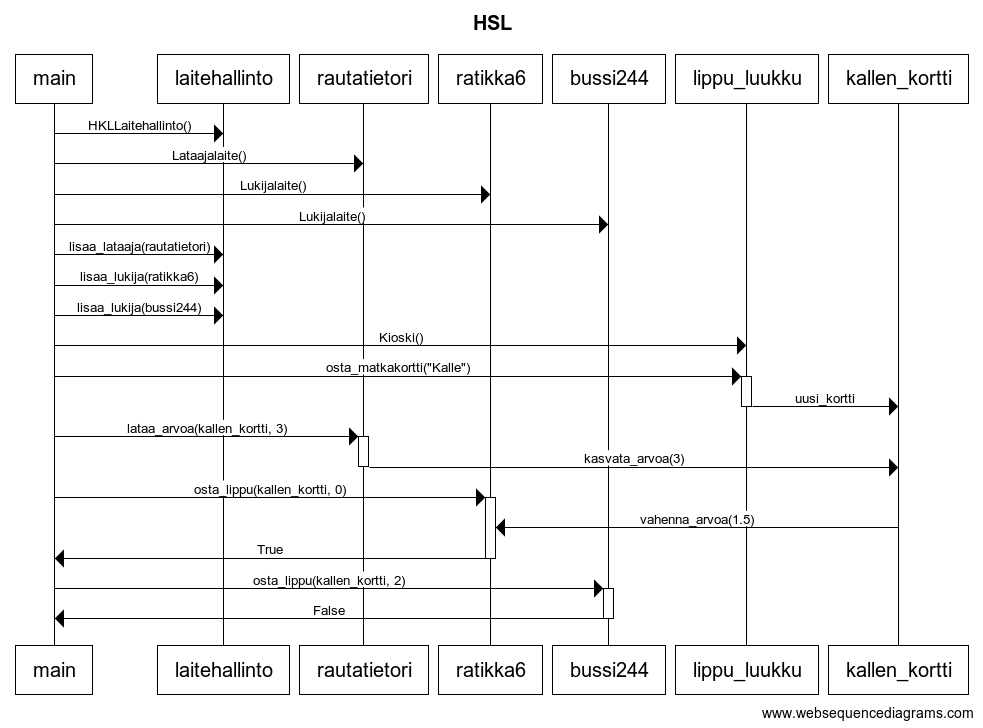 HSL
main laitehallinto rautatietori ratikka6 bussi244 lippu_luukku kallen_kortti
HKLLaitehallinto()
Lataajalaite()
Lukijalaite()
Lukijalaite()
lisaa_lataaja(rautatietori)
lisaa_lukija(ratikka6)
lisaa_lukija(bussi244)
Kioski()
osta_matkakortti("Kalle")
uusi_kortti
lataa_arvoa(kallen_kortti, 3)
kasvata_arvoa(3)
osta_lippu(kallen_kortti, 0)
vahenna_arvoa(1.5)
True
osta_lippu(kallen_kortti, 2)
False
main laitehallinto rautatietori ratikka6 bussi244 lippu_luukku kallen_kortti
www.websequencediagrams.com